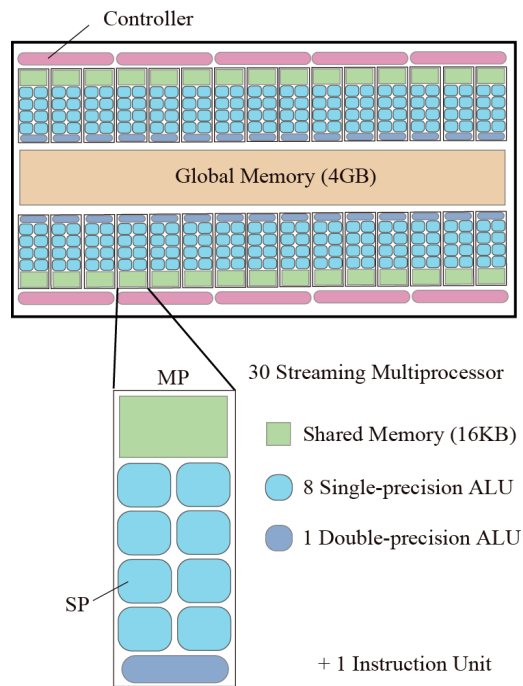 Controller
Global Memory (4GB)
MP
30 Streaming Multiprocessor
Shared Memory (16KB)
8 Single-precision ALU
1 Double-precision ALU
SP
+ 1 Instruction Unit